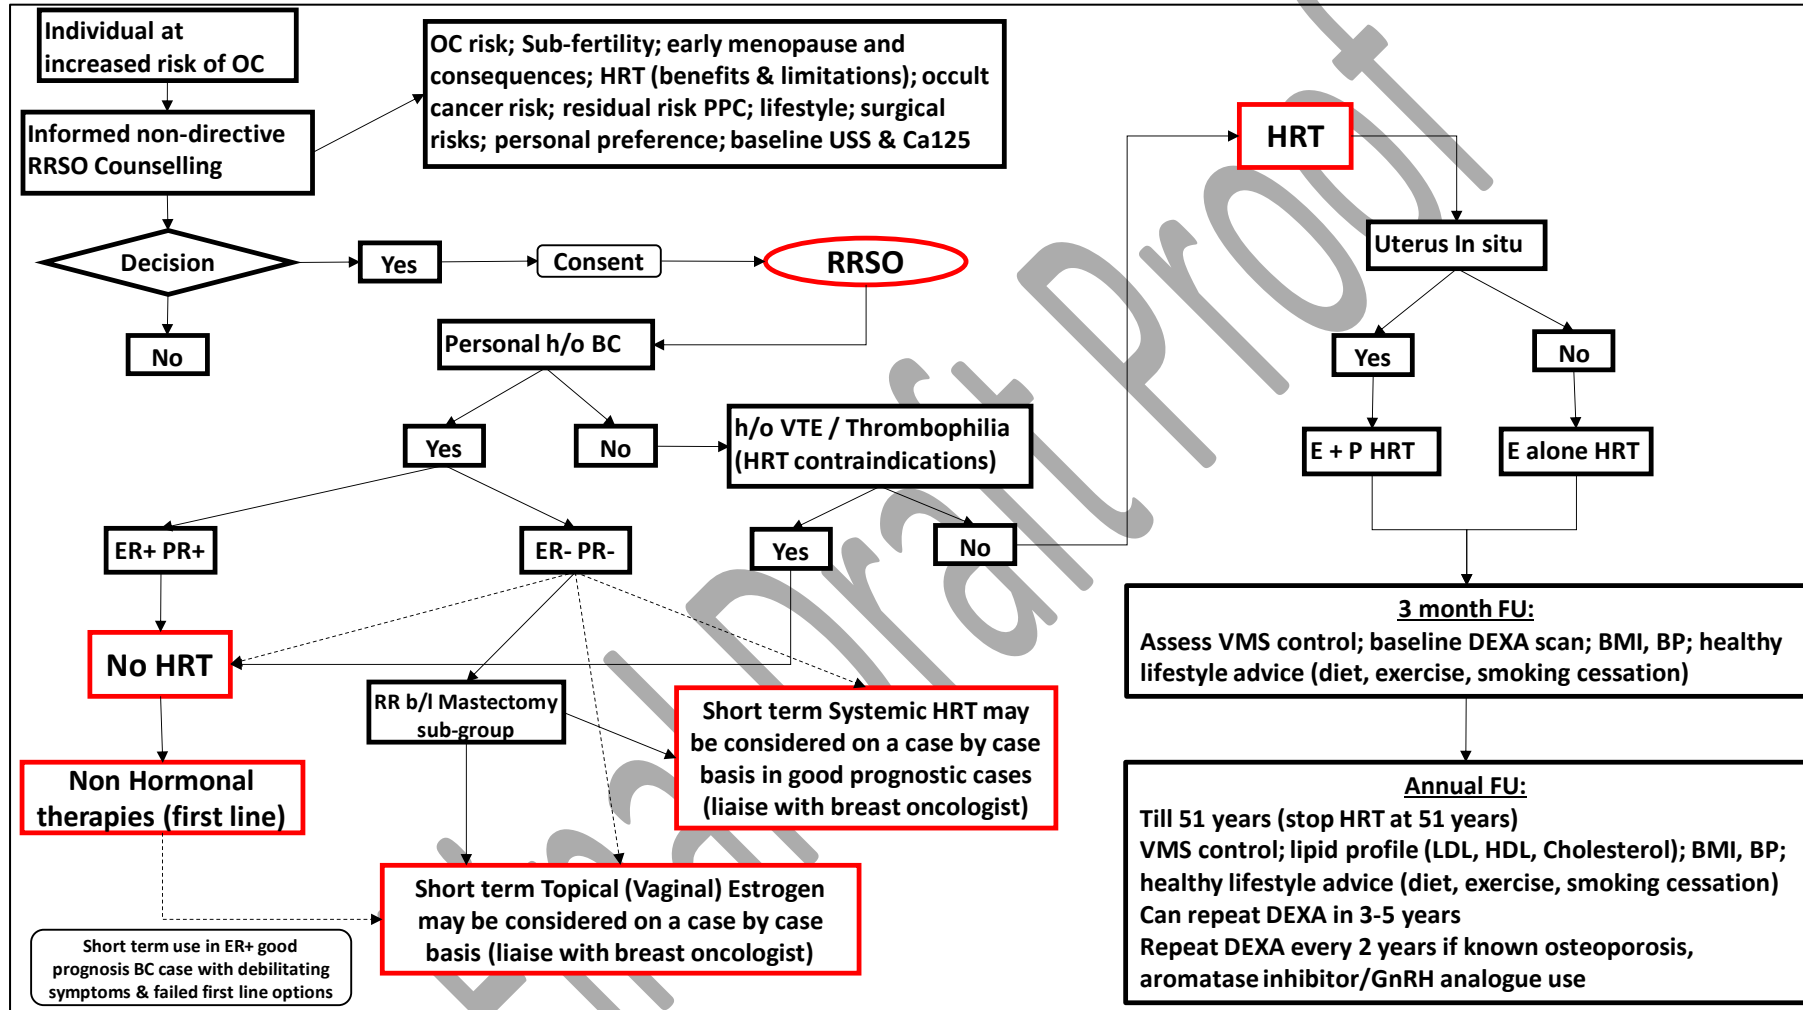 Individual at
increased risk of OC
OC risk; Sub-fertility; early menopause and
consequences; HRT (benefits & limitations); occult
cancer risk; residual risk PPC; lifestyle; surgical
risks; personal preference; baseline USS & Ca125
Informed non-directive
RRSO Counselling
Decision
Yes
Consent
RRSO
No
Personal h/o BC
Yes
No
h/o VTE / Thrombophilia
(HRT contraindications)
Yes
No
ER+ PR+
ER- PR-
No HRT
RR b/l Mastectomy
sub-group
Short term Systemic HRT may
be considered on a case by case
basis in good prognostic cases
(liaise with breast oncologist)
Non Hormonal
therapies (first line)
Short term Topical (Vaginal) Estrogen
may be considered on a case by case
basis (liaise with breast oncologist)
Short term use in ER+ good
prognosis BC case with debilitating
symptoms & failed first line options
HRT
Uterus In situ
Yes
No
E + P HRT
E alone HRT
3 month FU:
Assess VMS control; baseline DEXA scan; BMI, BP; healthy
lifestyle advice (diet, exercise, smoking cessation)
Annual FU:
Till 51 years (stop HRT at 51 years)
VMS control; lipid profile (LDL, HDL, Cholesterol); BMI, BP;
healthy lifestyle advice (diet, exercise, smoking cessation)
Can repeat DEXA in 3-5 years
Repeat DEXA every 2 years if known osteoporosis,
aromatase inhibitor/GnRH analogue use
Final Draft Proof